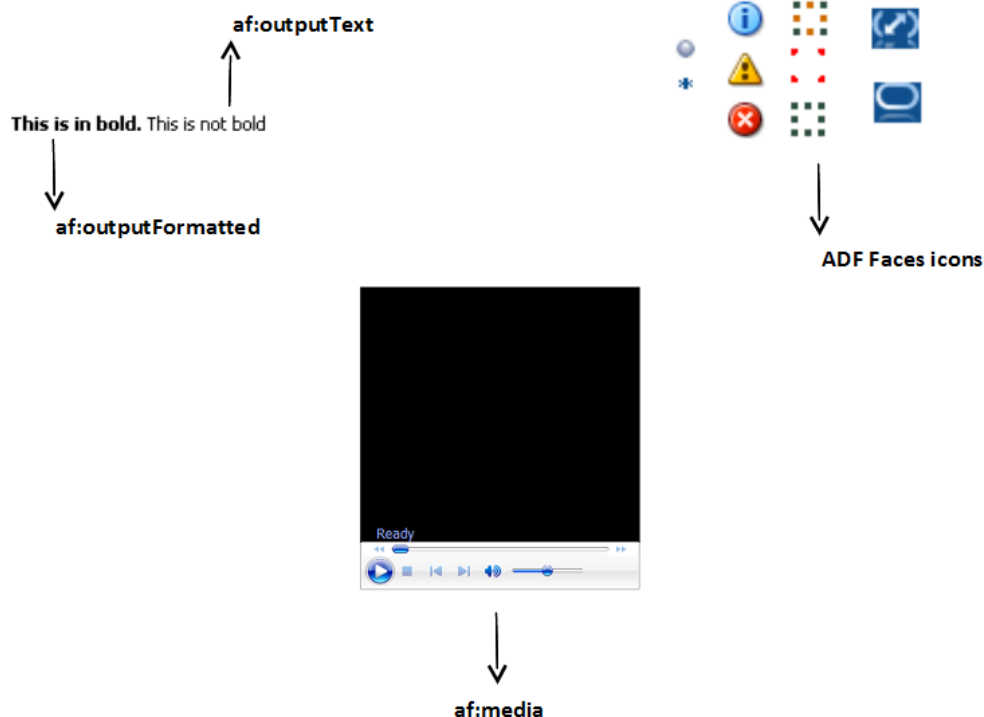 af:outputText
This is in bold. This is not bold
af:outputFormatted
ADF Faces icons
Ready
af:media